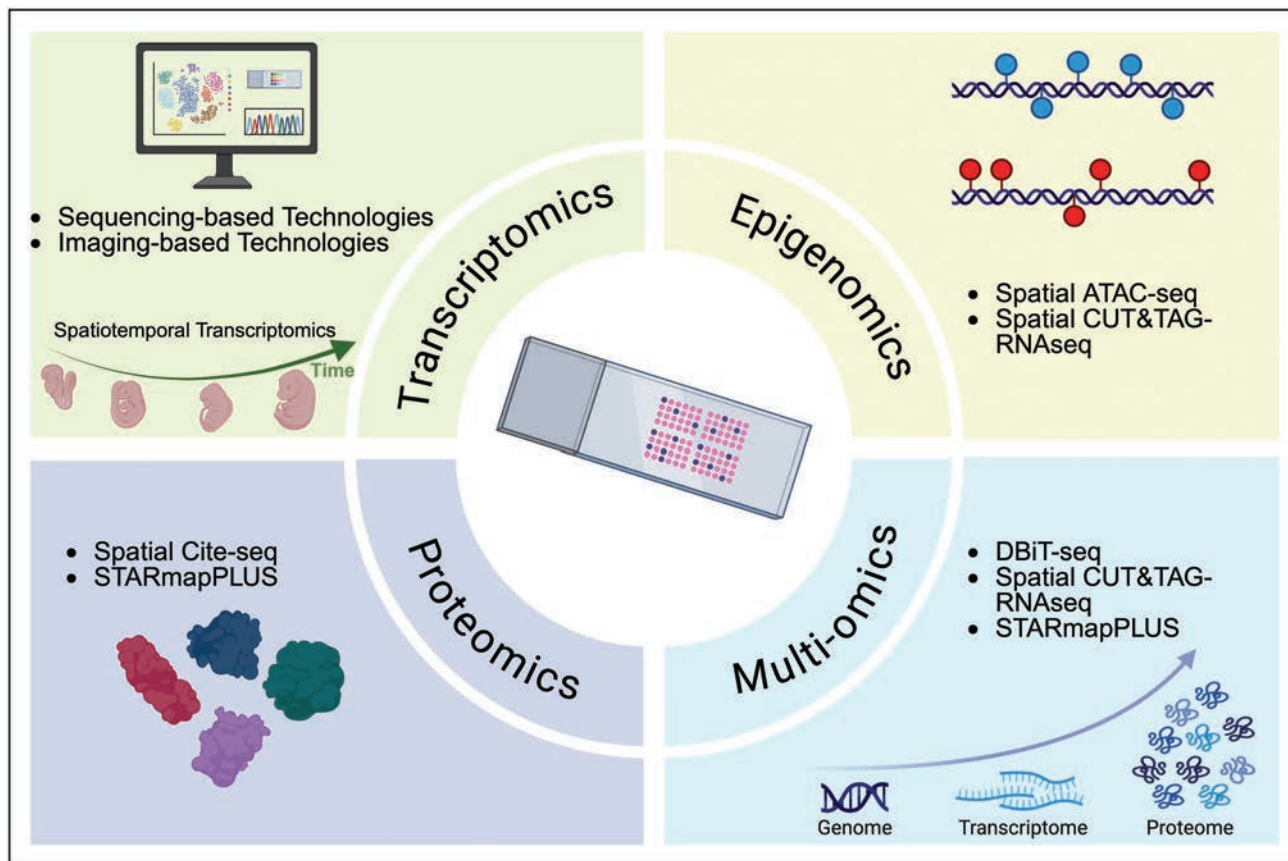 Transcriptomics
• Sequencing-based Technologies
• Imaging-based Technologies
Spatiotemporal Transcriptomics
Time
Epigenomics
• Spatial ATAC-seq
• Spatial CUT&TAG-
RNAseq
Proteomics
• Spatial Cite-seq
• STARmapPLUS
Multi-omics
• DBiT-seq
• Spatial CUT&TAG-
RNAseq
• STARmapPLUS
Genome
Transcriptome
Proteome